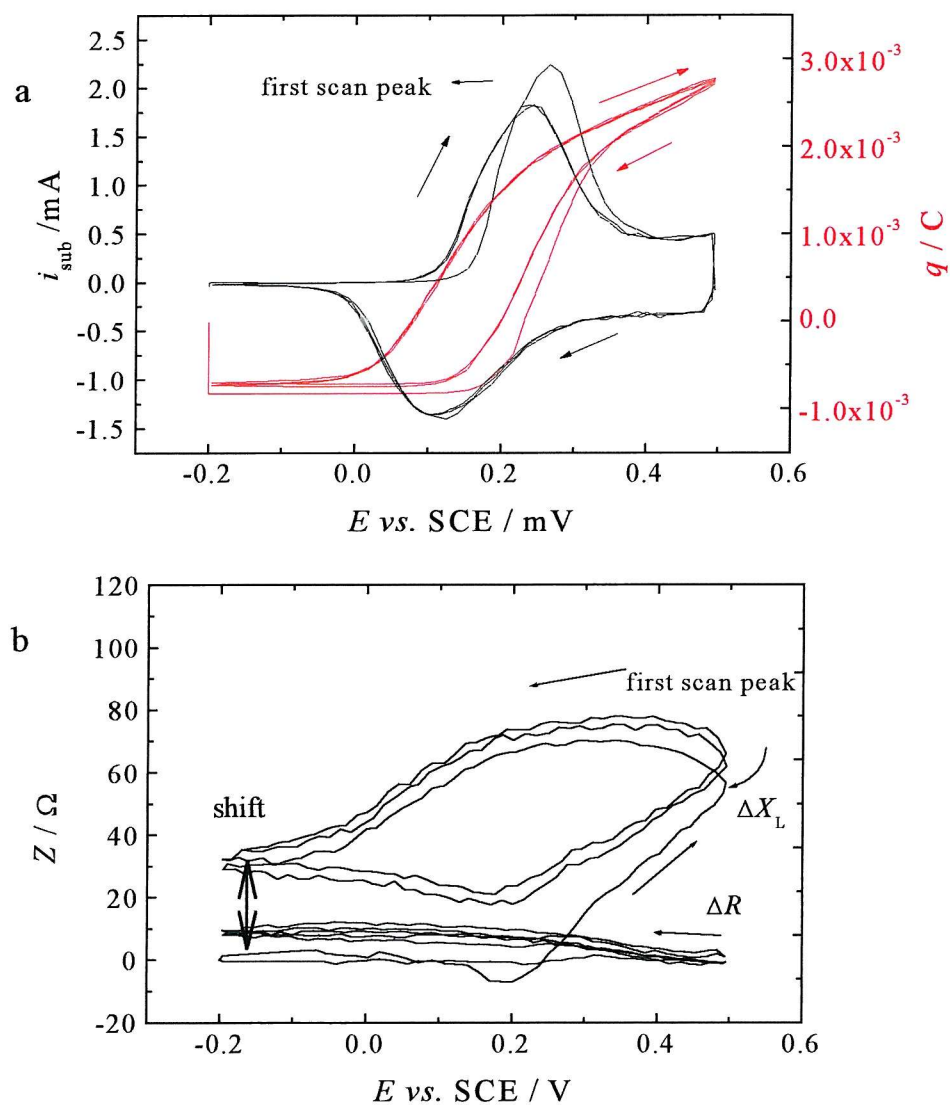 a
2.5
2.0
1.5
1.0
0.5
0.0
-0.5
-1.0
-1.5
i sub /mA
first scan peak
3.0x10-3
2.0x10-3
1.0x10-3
0.0
-1.0x10-3
q / C
-0.2
0.0
0.2
0.4
0.6
E vs. SCE / mV
b
120
100
80
60
40
20
0
-20
Z / Ω
first scan peak
shift
ΔXL
ΔR
-0.2
0.0
0.2
0.4
0.6
E vs. SCE / V